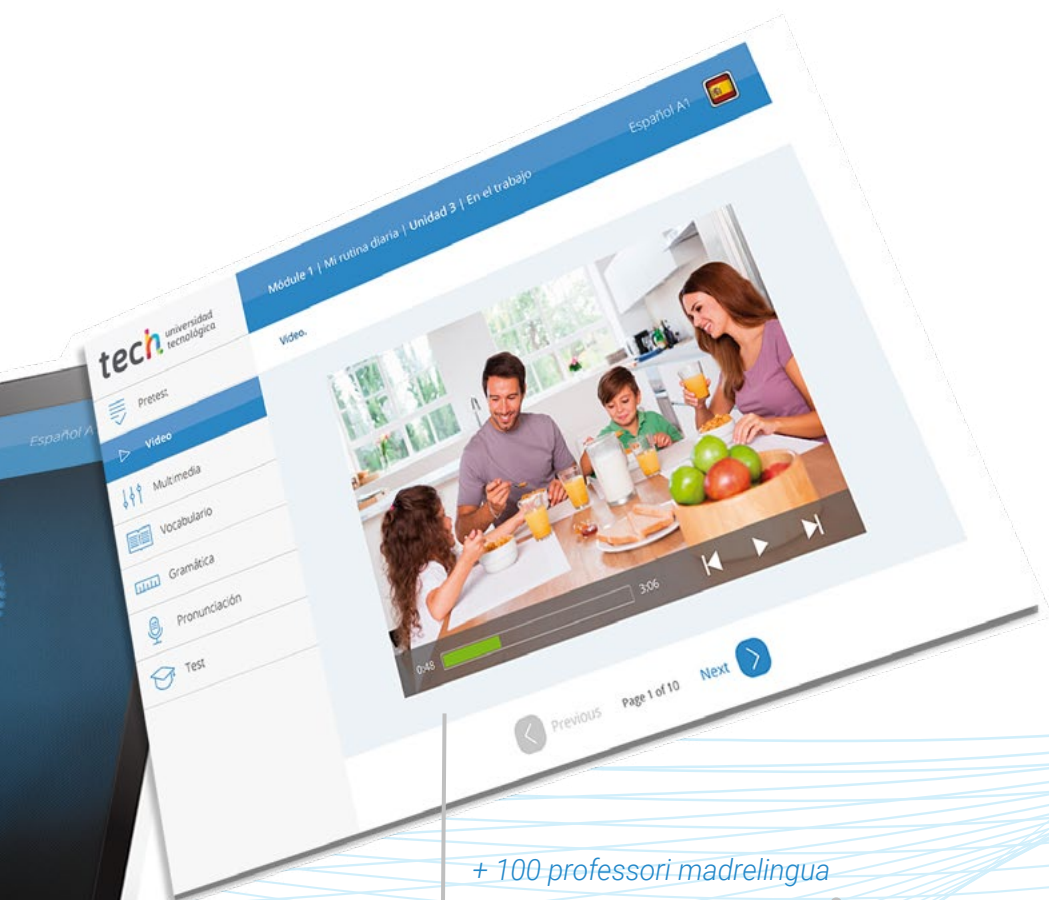 Español A1
Módule 1 | Mi rutina diaria | Unidad 3 | En el trabajo
tech universidad
tecnológica
Video.
Pretest
Video
Multimedia
Vocabulario
Gramática
Pronunciación
Test
0:48
3:06
Previous
Page 1 of 10
Next
Español A
+ 100 professori madrelingua